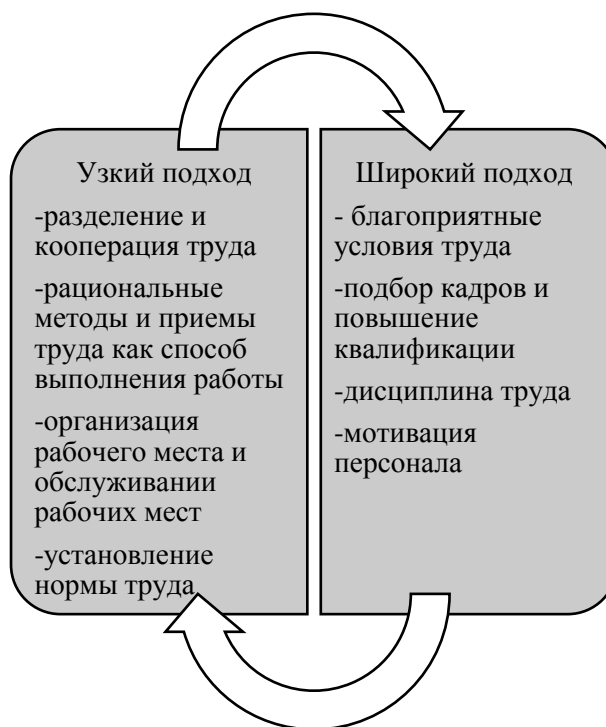 Узкий подход
-разделение и
кооперация труда
-рациональные
методы и приемы
труда как способ
выполнения работы
-организация
рабочего места и
обслуживании
рабочих мест
-установление
нормы труда
Широкий подход
- благоприятные
условия труда
-подбор кадров и
повышение
квалификации
-дисциплина труда
-мотивация
персонала